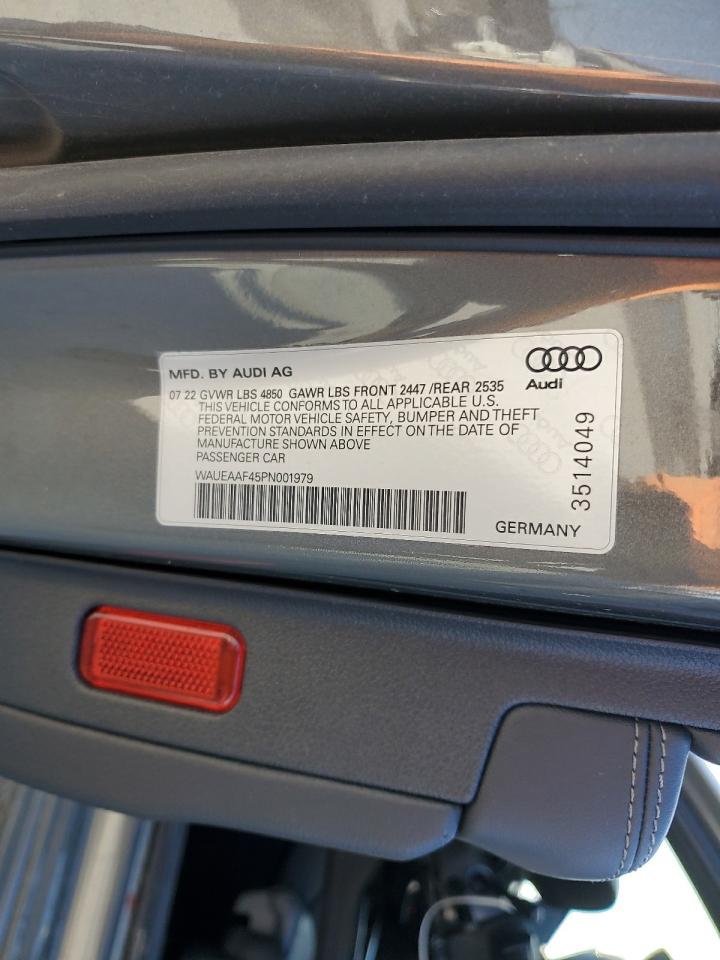 MFD. BY AUDI AG
Audi
07 22 GVWR LBS 4850 GAWR LBS FRONT 2447 /REAR 2535
THIS VEHICLE CONFORMS TO ALL APPLICABLE U.S.
FEDERAL MOTOR VEHICLE SAFETY, BUMPER AND THEFT
PREVENTION STANDARDS IN EFFECT ON THE DATE OF
MANUFACTURE SHOWN ABOVE
PASSENGER CAR
WAUEAAF45PN001979
3514049
GERMANY